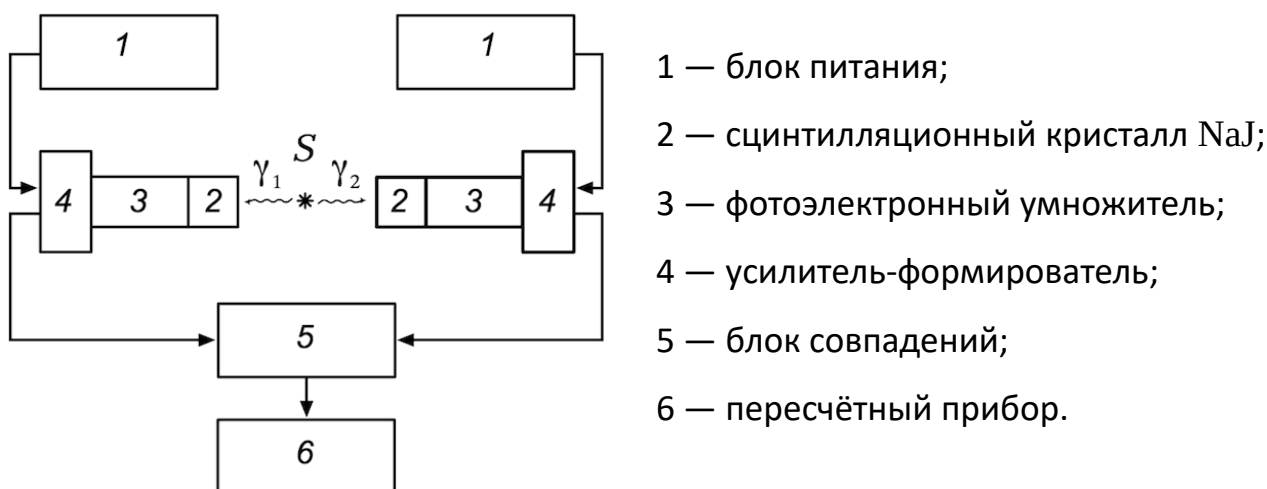 1 1
S
γ₁ γ₂
4 3 2 2 3 4
5
6
1 — блок питания;
2 — сцинтилляционный кристалл NaJ;
3 — фотоэлектронный умножитель;
4 — усилитель-формирователь;
5 — блок совпадений;
6 — пересчётный прибор.